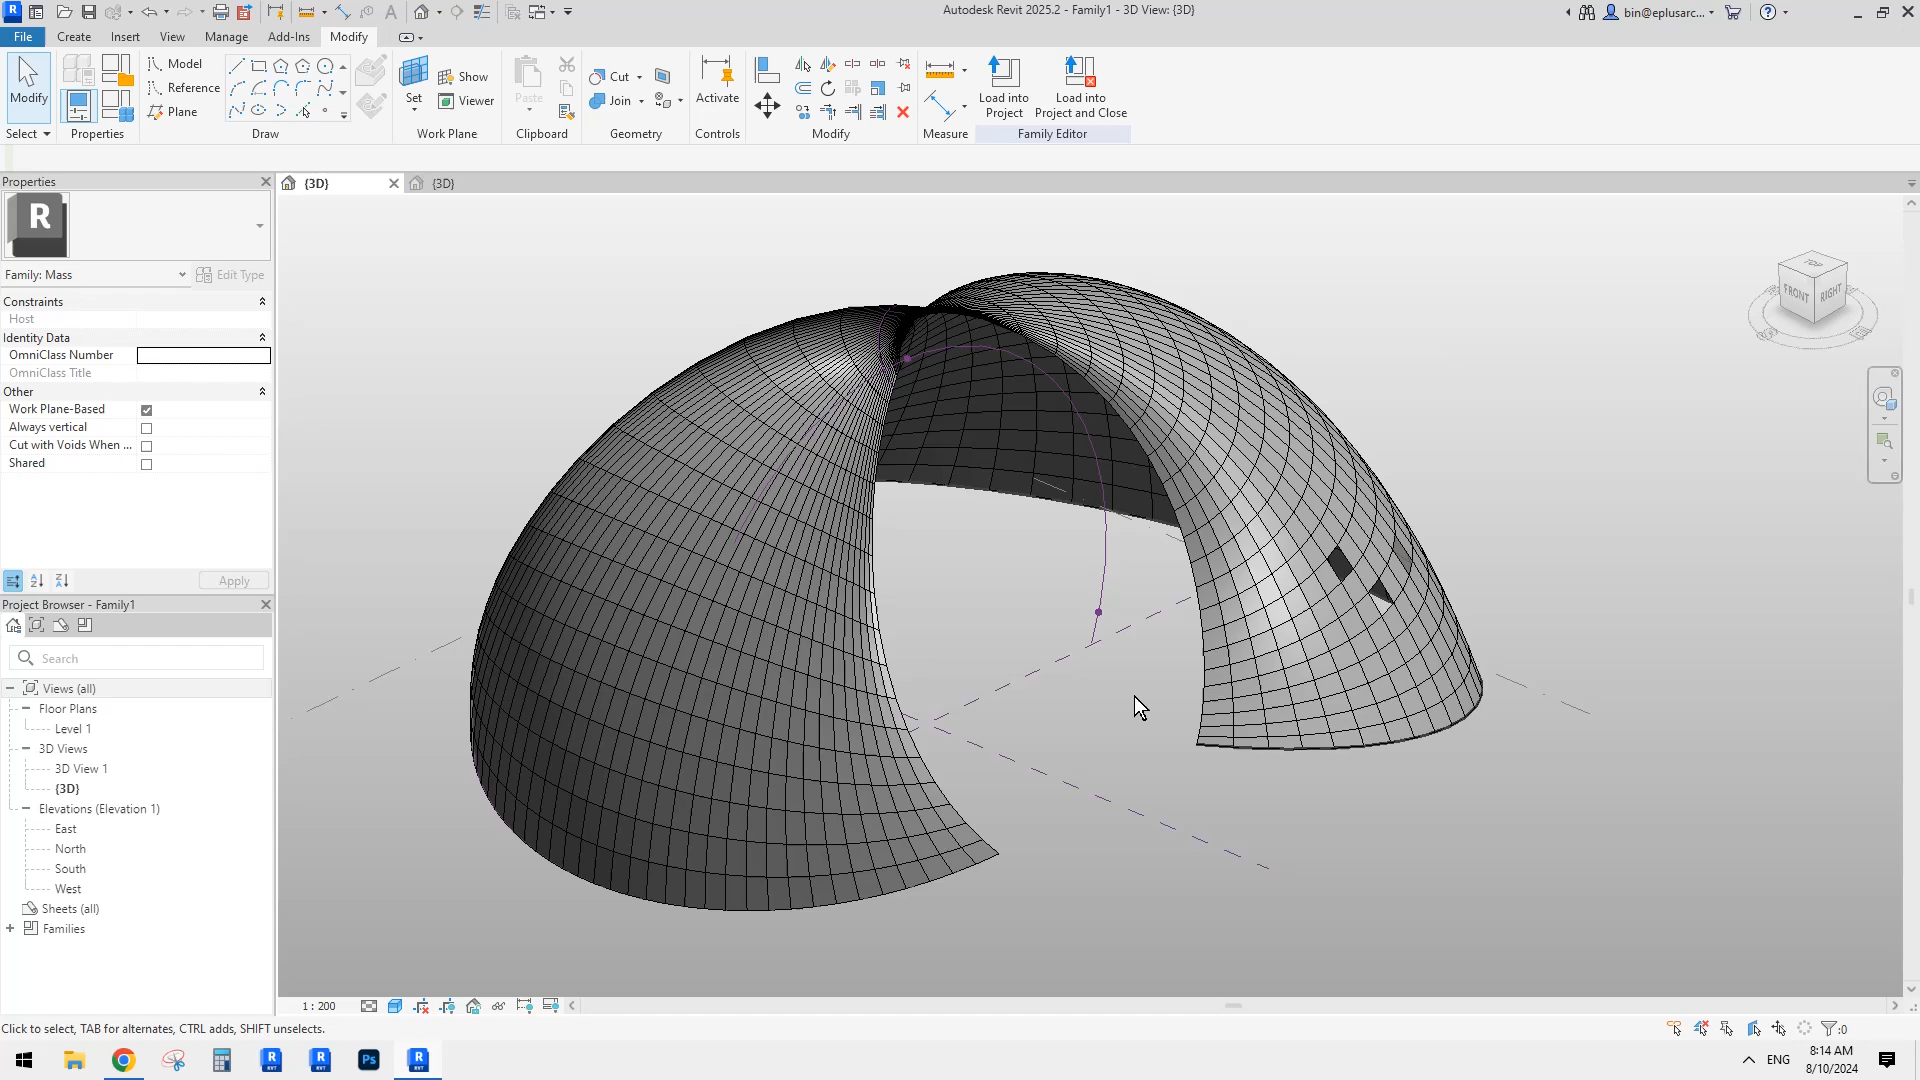 Autodesk Revit 2025.2 - Family1 - 3D View: {3D}
bin@eplusarc...
File Create Insert View Manage Add-Ins Modify
Modify
Model
Reference
Plane
Set
Show
Viewer
Paste
Cut
Join
Activate
Load into Project
Load into Project and Close
Select Properties Draw Work Plane Clipboard Geometry Controls Modify Measure Family Editor
Properties
{3D}
{3D}
R
Family: Mass
Edit Type
Constraints
Host
Identity Data
OmniClass Number
OmniClass Title
Other
Work Plane-Based
Always vertical
Cut with Voids When ...
Shared
Apply
Project Browser - Family1
Search
Views (all)
Floor Plans
Level 1
3D Views
3D View 1
{3D}
Elevations (Elevation 1)
East
North
South
West
Sheets (all)
Families
TOP
FRONT
RIGHT
1 : 200
Click to select, TAB for alternates, CTRL adds, SHIFT unselects.
:0
ENG
8:14 AM
8/10/2024